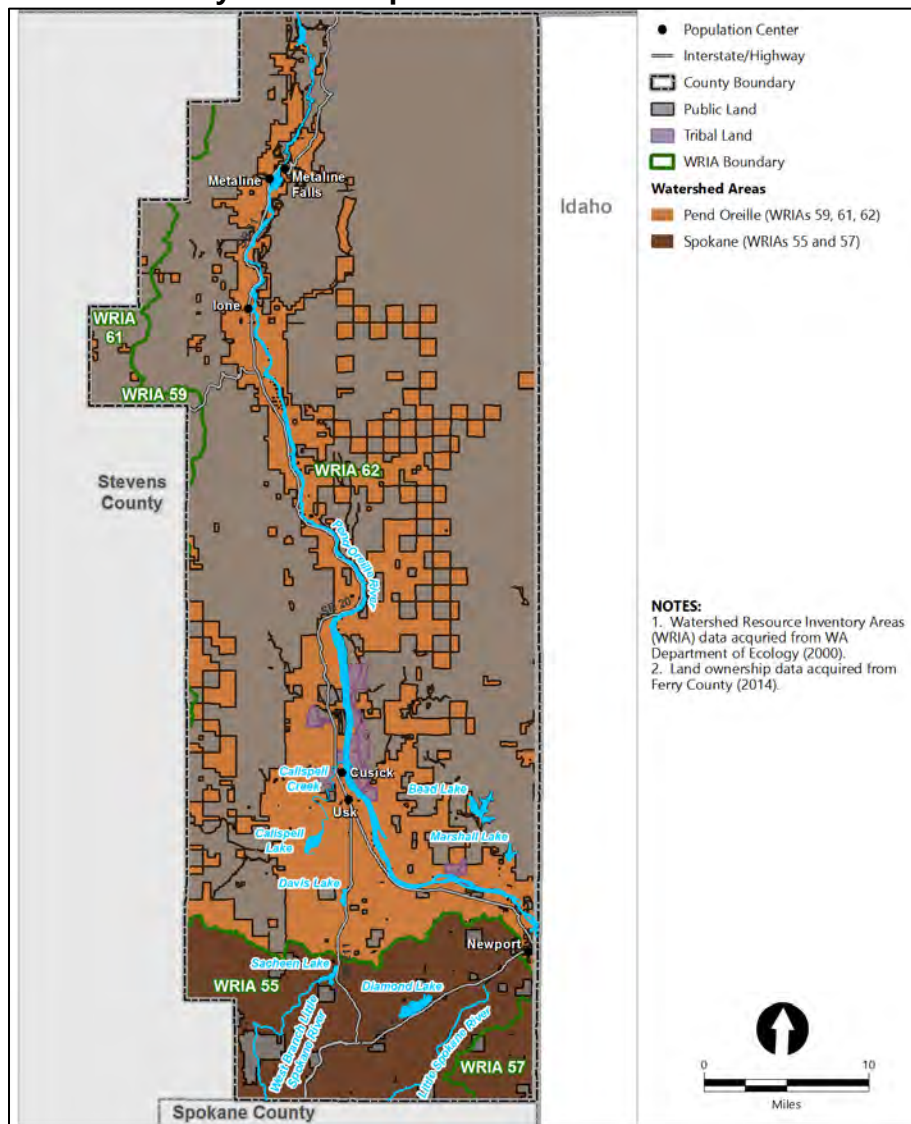 Population Center
Interstate/Highway
County Boundary
Public Land
Tribal Land
WRIA Boundary
Watershed Areas
Pend Oreille (WRIAs 59, 61, 62)
Spokane (WRIAs 55 and 57)
Idaho
Metaline
Metaline
Falls
Ione
WRIA
61
WRIA 59
Stevens
County
WRIA 62
Pend Oreille River
SR 20
NOTES:
1. Watershed Resource Inventory Areas
(WRIA) data acquried from WA
Department of Ecology (2000).
2. Land ownership data acquired from
Ferry County (2014).
Calispell
Creek
Cusick
Usk
Bead Lake
Marshall Lake
Calispell
Lake
Davis Lake
Newport
Sacheen Lake
WRIA 55
Diamond Lake
West Branch Little
Spokane River
Little Spokane River
WRIA 57
Spokane County
0
10
Miles